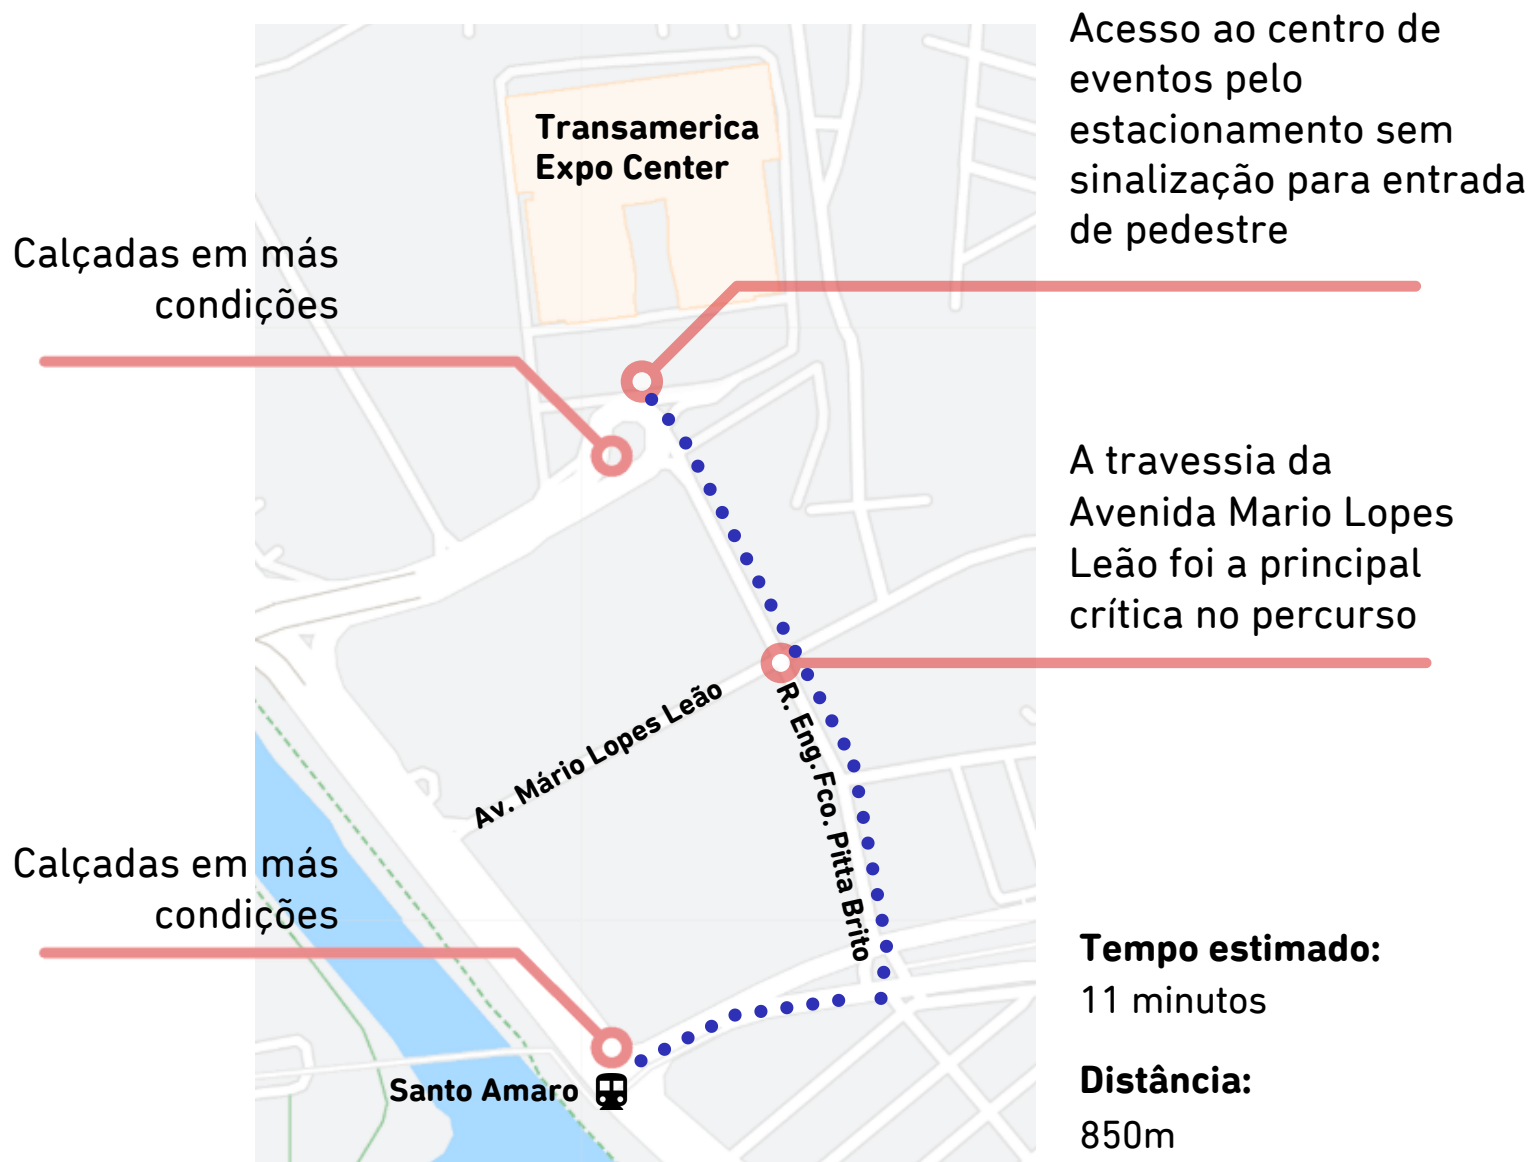 Acesso ao centro de
eventos pelo
estacionamento sem
sinalização para entrada
de pedestre
Transamerica
Expo Center
Calçadas em más
condições
A travessia da
Avenida Mario Lopes
Leão foi a principal
crítica no percurso
Av. Mário Lopes Leão
R. Eng. Fco. Pitta Brito
Calçadas em más
condições
Santo Amaro
Tempo estimado:
11 minutos
Distância:
850m